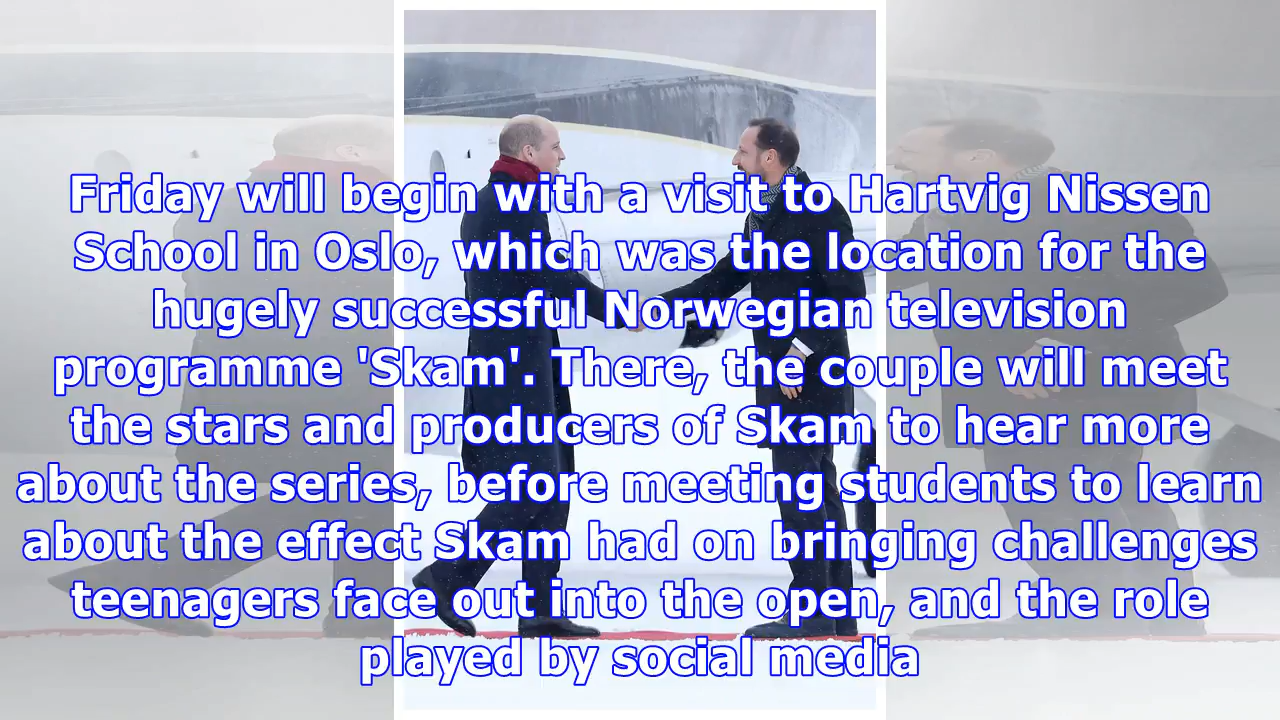 Friday will begin with a visit to Hartvig Nissen
School in Oslo, which was the location for the
hugely successful Norwegian television
programme 'Skam'. There, the couple will meet
the stars and producers of Skam to hear more
about the series, before meeting students to learn
about the effect Skam had on bringing challenges
teenagers face out into the open, and the role
played by social media